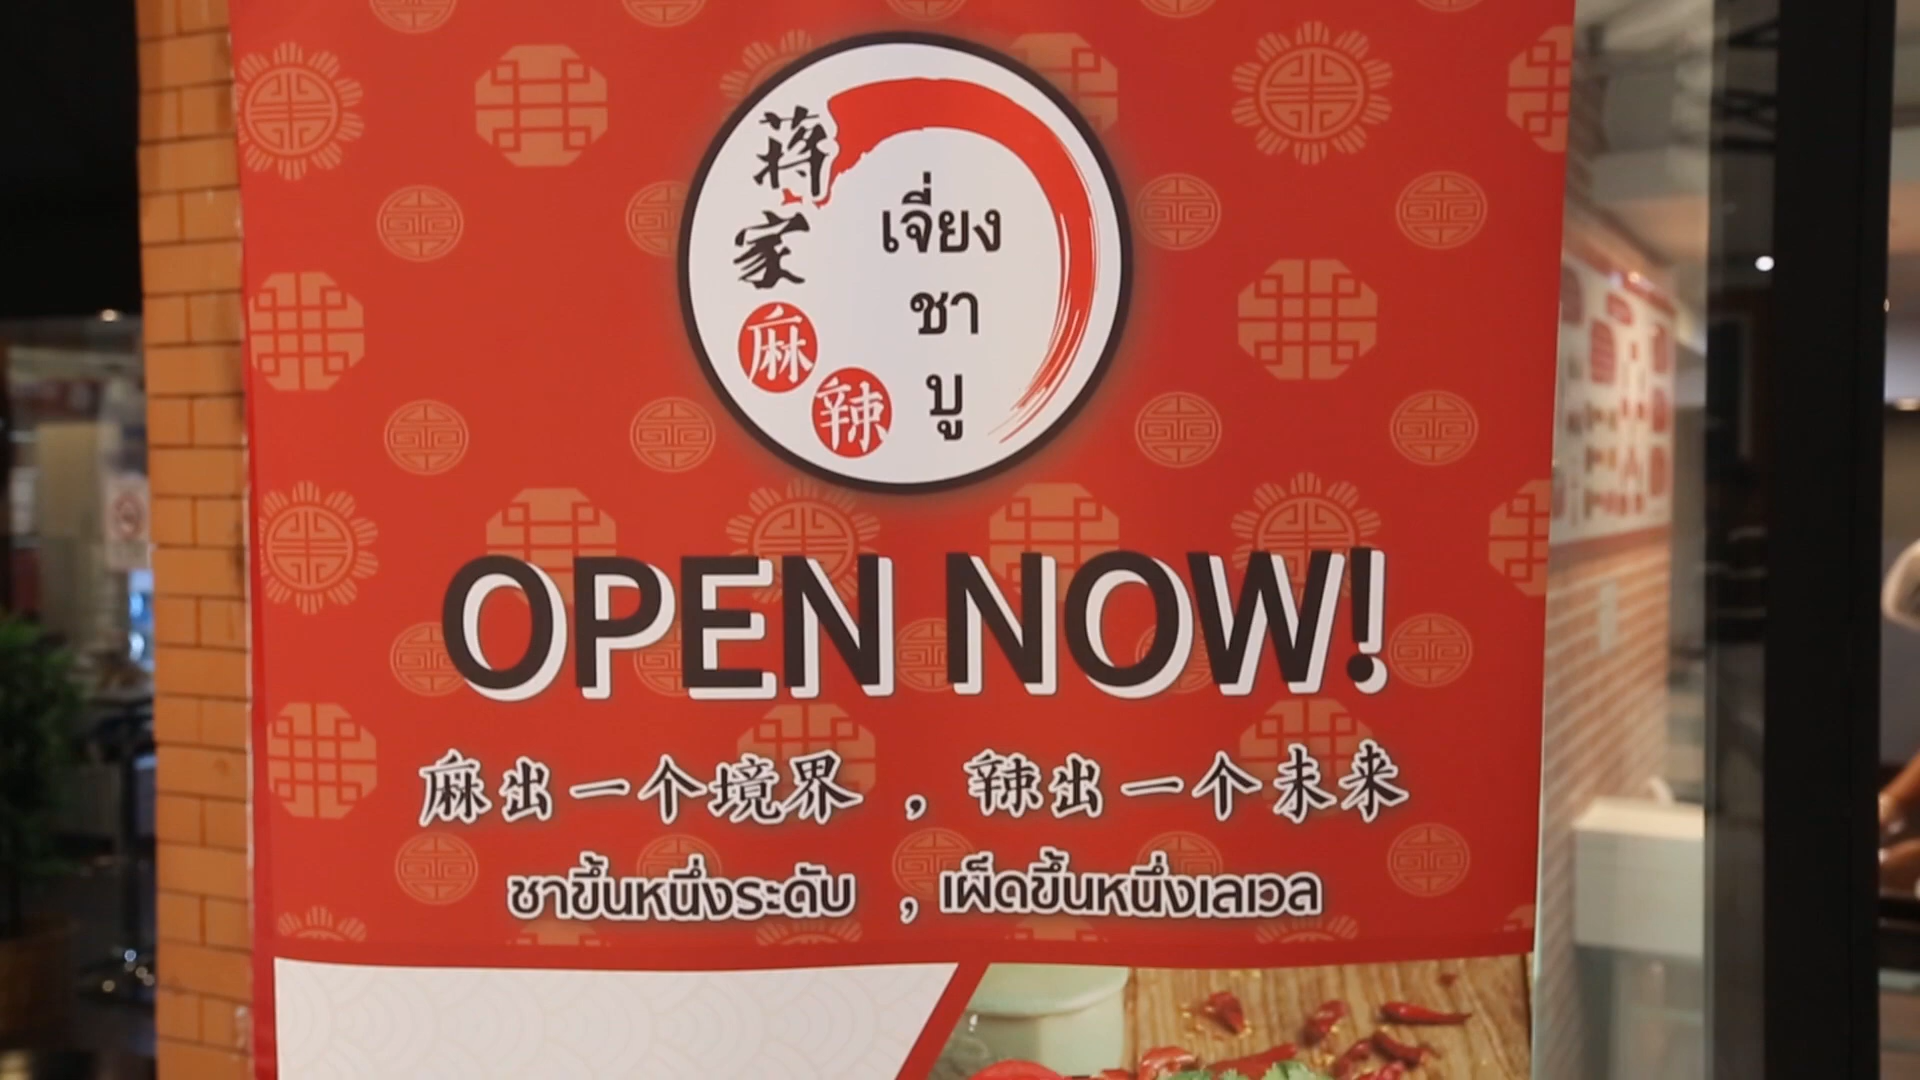 蒋家麻辣
เจี่ยง
ชา
บู
OPEN NOW!
麻出一个境界，辣出一个未来
ชาขึ้นหนึ่งระดับ , เผ็ดขึ้นหนึ่งเลเวล